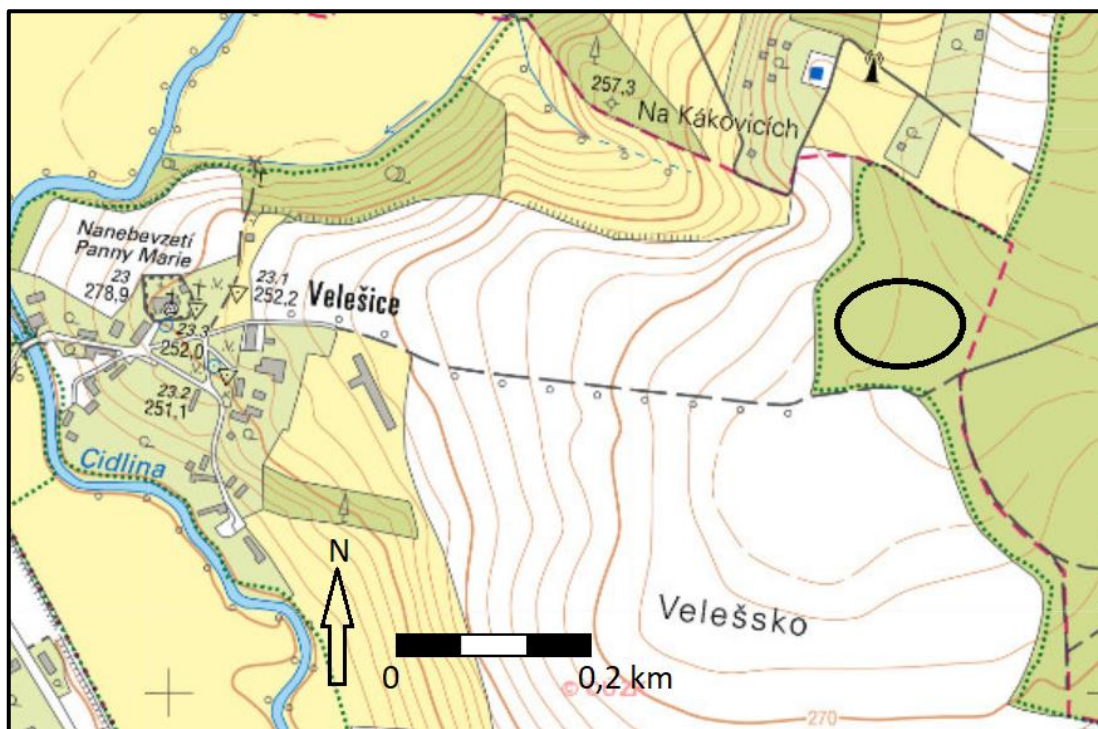 257,3
Na Kákovicích
Nanebevzetí
Panny Marie
23
278,9
23.1
252,2
Velešice
23.3
252,0
23.2
251,1
Cidlina
N
Velešsko
0
0,2 km
270